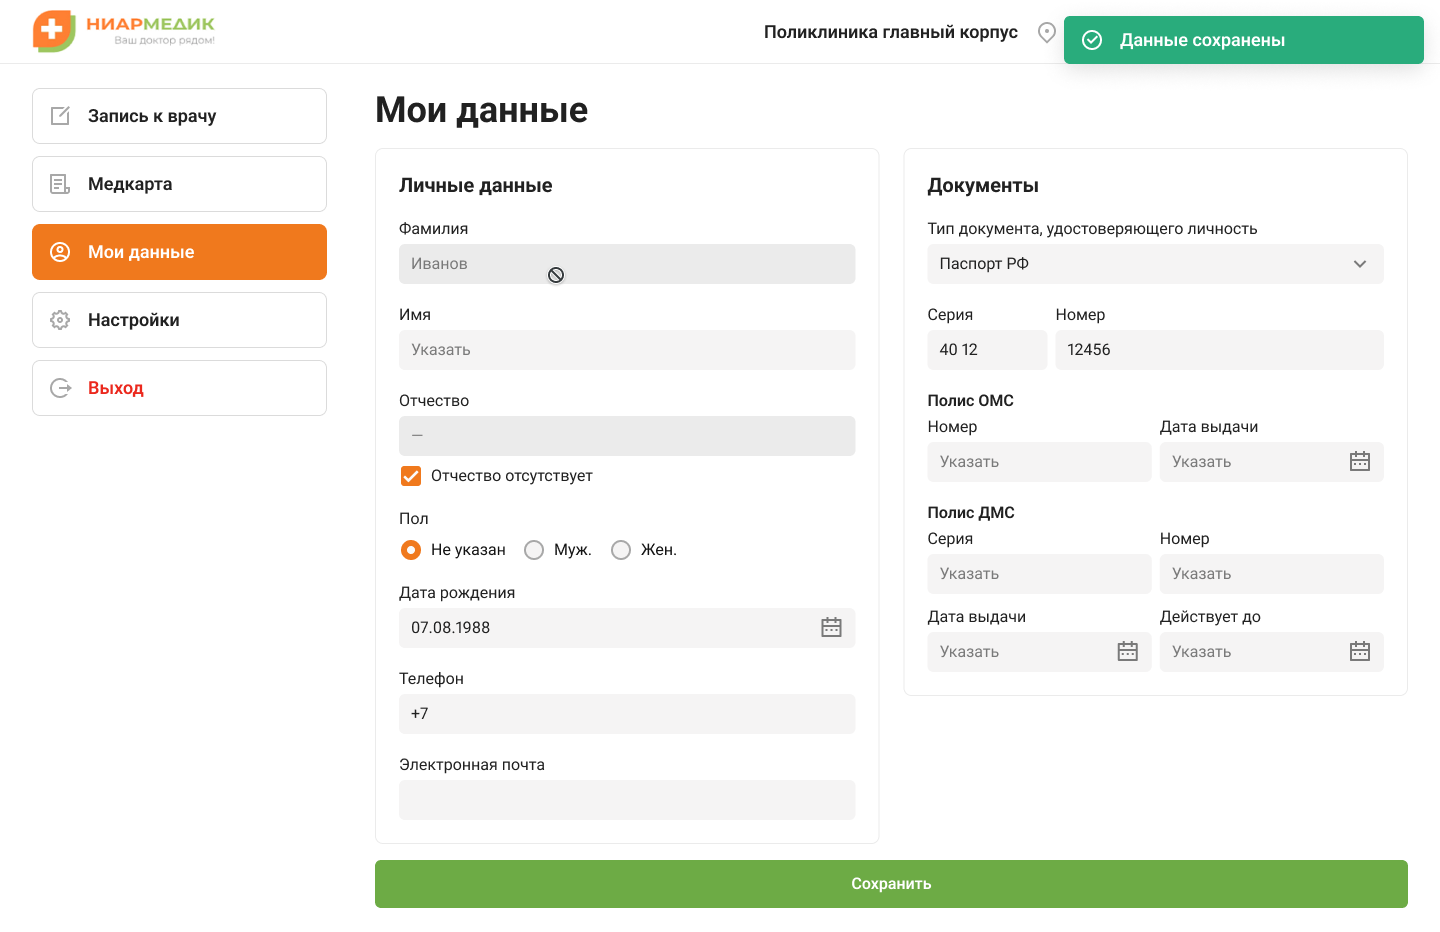 НИАРМЕДИК
Ваш доктор рядом!
Поликлиника главный корпус
Данные сохранены
Запись к врачу
Медкарта
Мои данные
Настройки
Выход
Мои данные
Личные данные
Фамилия
Иванов
Имя
Указать
Отчество
—
Отчество отсутствует
Пол
Не указан Муж. Жен.
Дата рождения
07.08.1988
Телефон
+7
Электронная почта
Документы
Тип документа, удостоверяющего личность
Паспорт РФ
Серия Номер
40 12 12456
Полис ОМС
Номер Дата выдачи
Указать Указать
Полис ДМС
Серия Номер
Указать Указать
Дата выдачи Действует до
Указать Указать
Сохранить